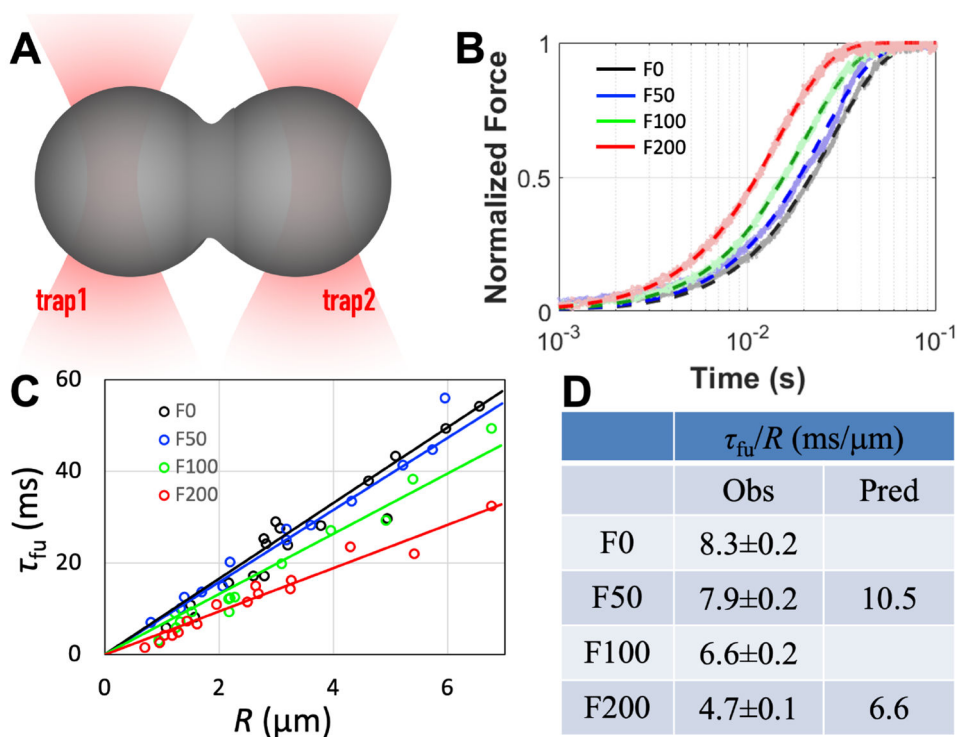 A
trap1
trap2
B
Normalized Force
1
0.5
0
10⁻³
10⁻²
10⁻¹
Time (s)
F0
F50
F100
F200
C
τfu (ms)
60
40
20
0
0
2
4
6
R (μm)
F0
F50
F100
F200
D
τfu/R (ms/μm)
Obs Pred
F0 8.3±0.2
F50 7.9±0.2 10.5
F100 6.6±0.2
F200 4.7±0.1 6.6